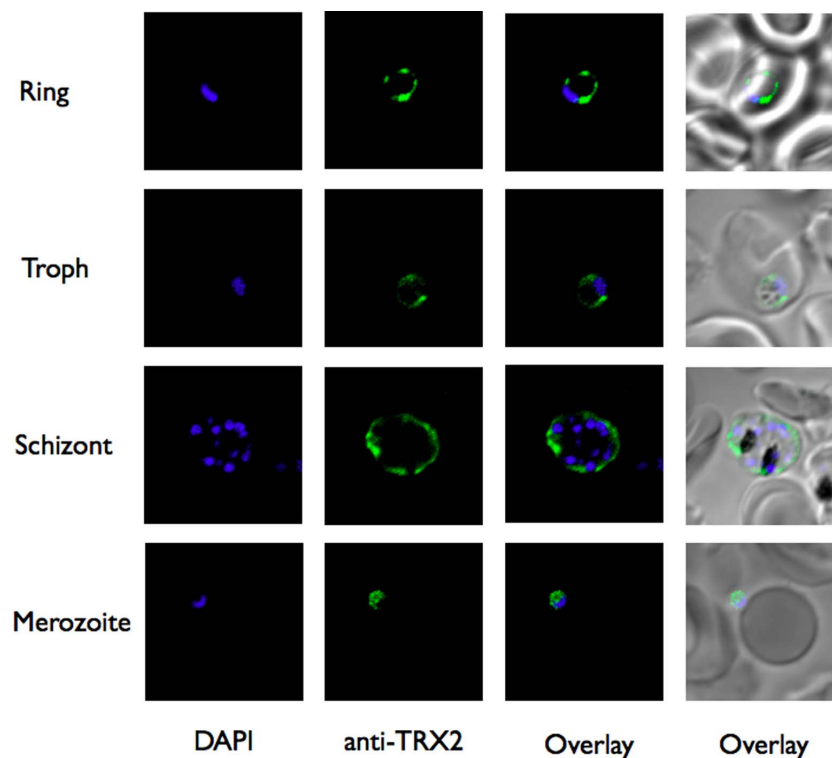 Ring
Troph
Schizont
Merozoite
DAPI anti-TRX2 Overlay Overlay